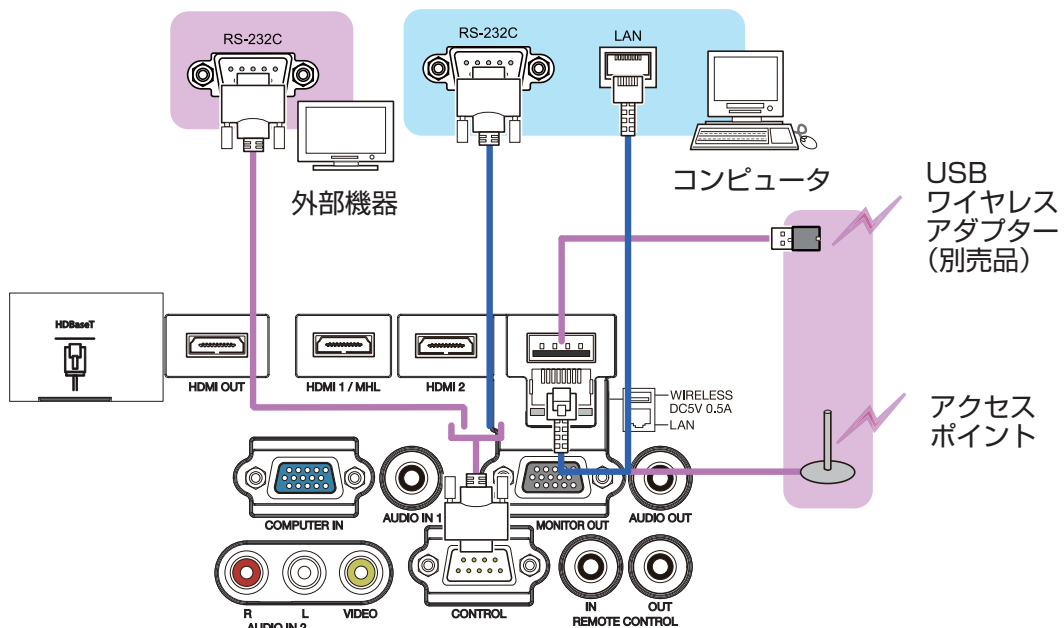 RS-232C
RS-232C
LAN
外部機器
コンピュータ
USB
ワイヤレス
アダプター
(別売品)
HDBaseT
HDMI OUT
HDMI 1 / MHL
HDMI 2
WIRELESS
DC5V 0.5A
LAN
アクセス
ポイント
COMPUTER IN
AUDIO IN 1
MONITOR OUT
AUDIO OUT
R
L
VIDEO
AUDIO IN 2
CONTROL
IN
OUT
REMOTE CONTROL